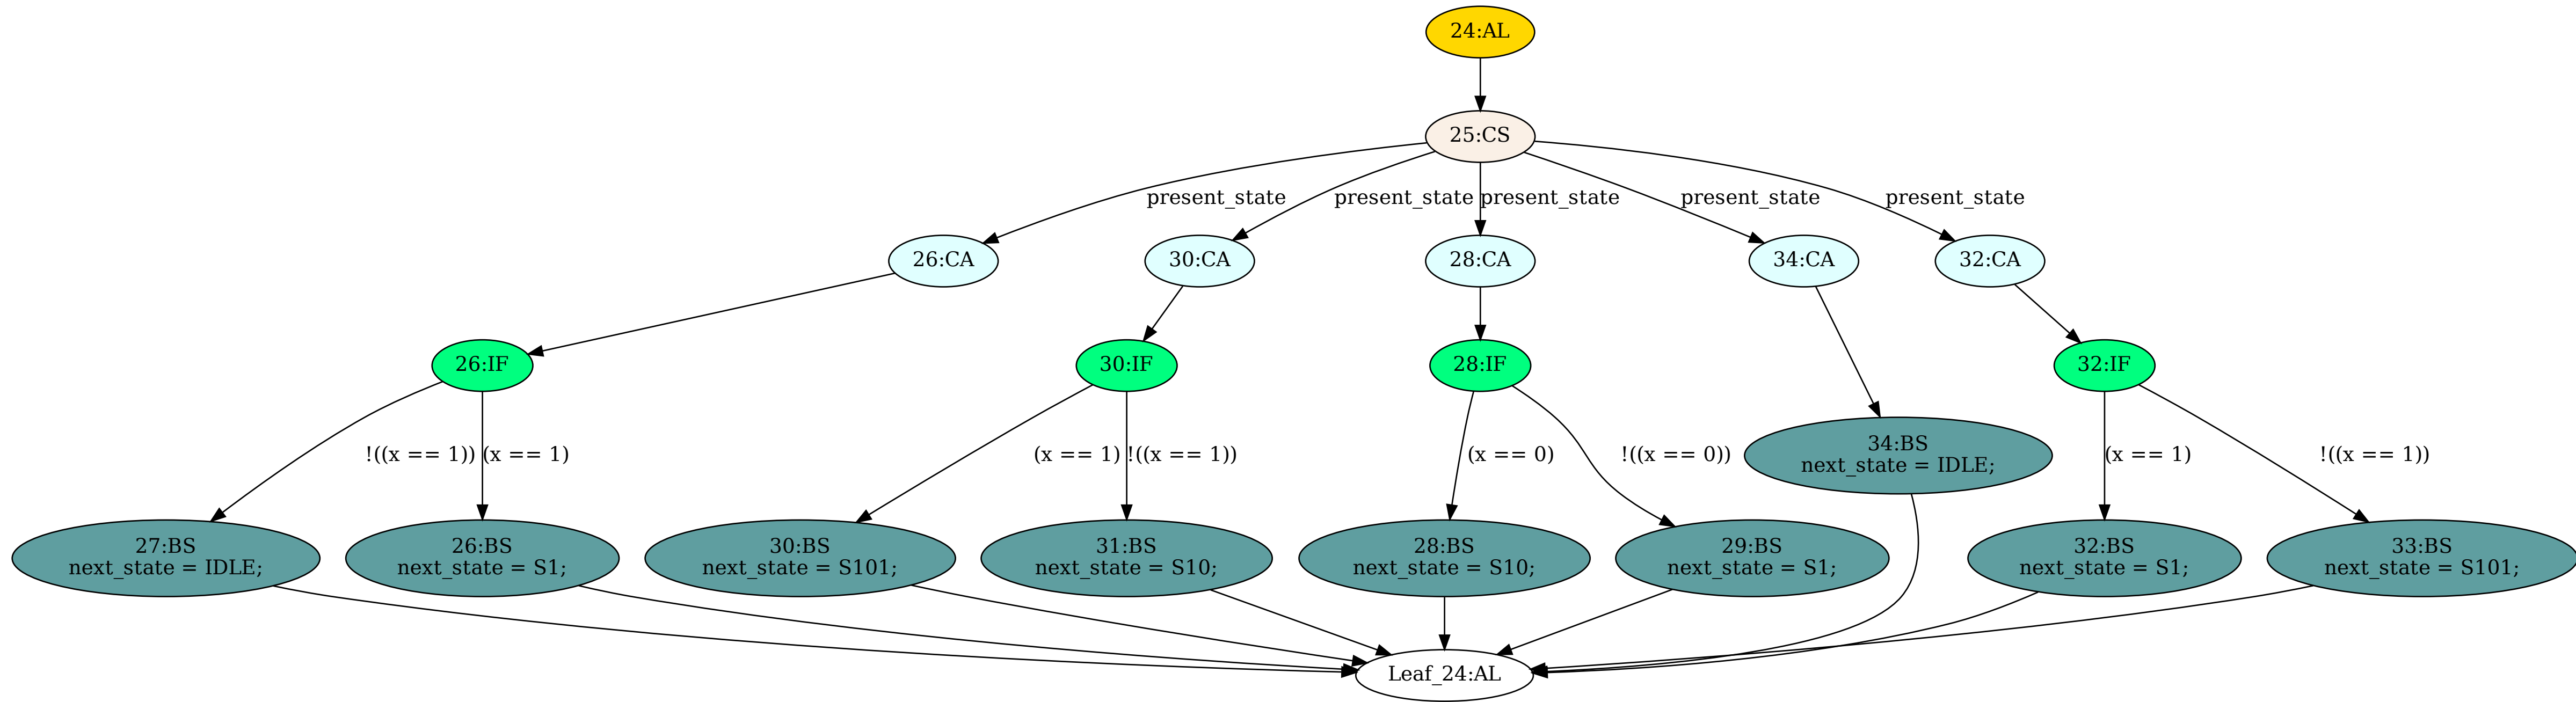 24:AL
25:CS
present_state
present_state
present_state
present_state
present_state
26:CA
30:CA
28:CA
34:CA
32:CA
26:IF
30:IF
28:IF
32:IF
!((x == 1))
(x == 1)
(x == 1)
!((x == 1))
(x == 0)
!((x == 0))
34:BS
next_state = IDLE;
(x == 1)
!((x == 1))
27:BS
next_state = IDLE;
26:BS
next_state = S1;
30:BS
next_state = S101;
31:BS
next_state = S10;
28:BS
next_state = S10;
29:BS
next_state = S1;
32:BS
next_state = S1;
33:BS
next_state = S101;
Leaf_24:AL